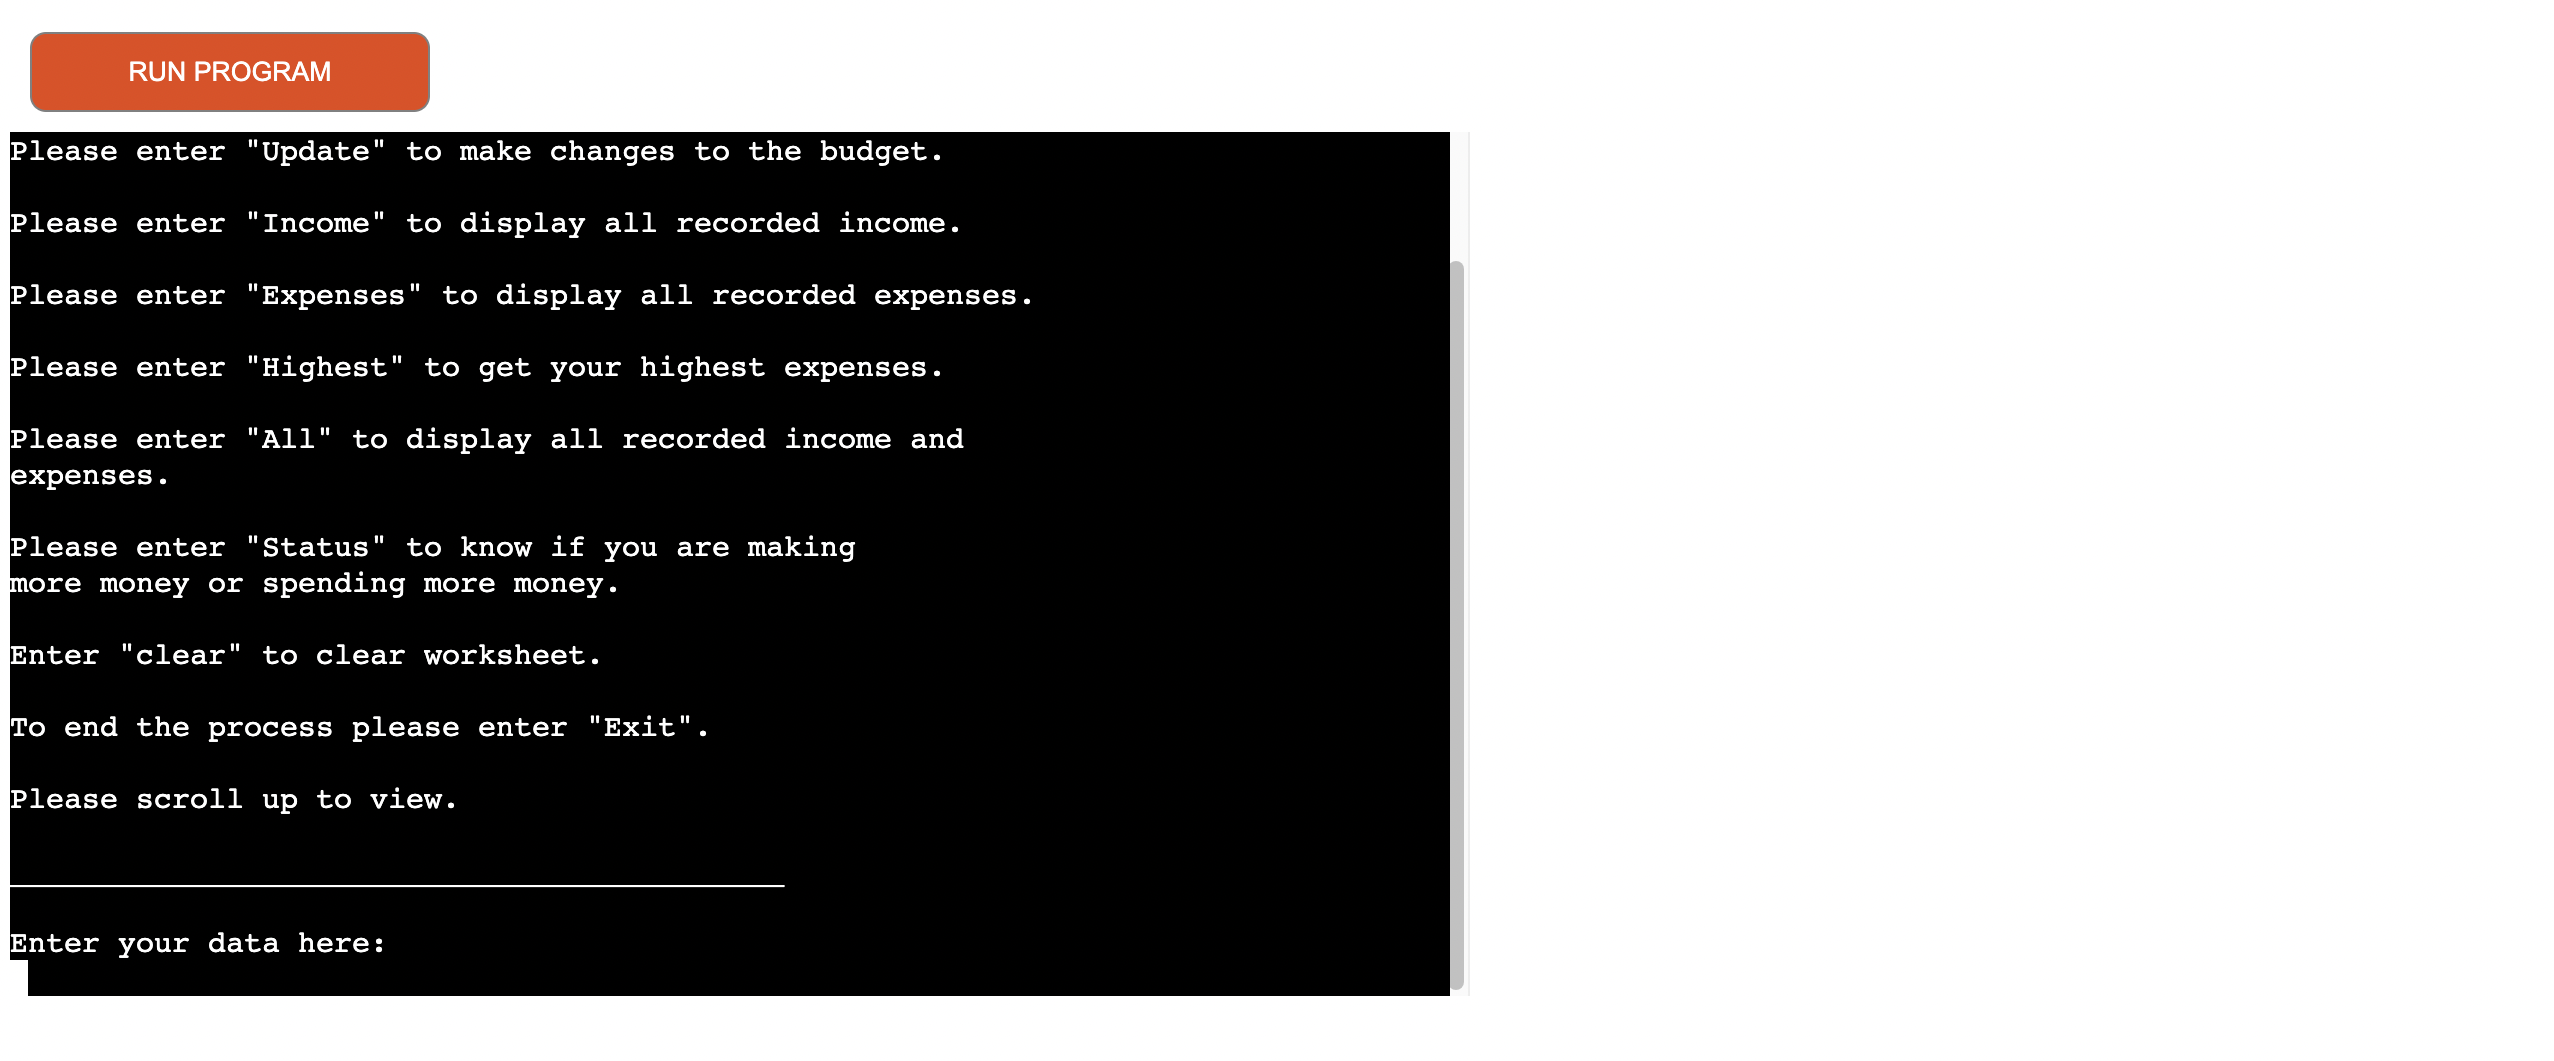 RUN PROGRAM
Please enter "Update" to make changes to the budget.
Please enter "Income" to display all recorded income.
Please enter "Expenses" to display all recorded expenses.
Please enter "Highest" to get your highest expenses.
Please enter "All" to display all recorded income and
expenses.
Please enter "Status" to know if you are making
more money or spending more money.
Enter "clear" to clear worksheet.
To end the process please enter "Exit".
Please scroll up to view.
Enter your data here: